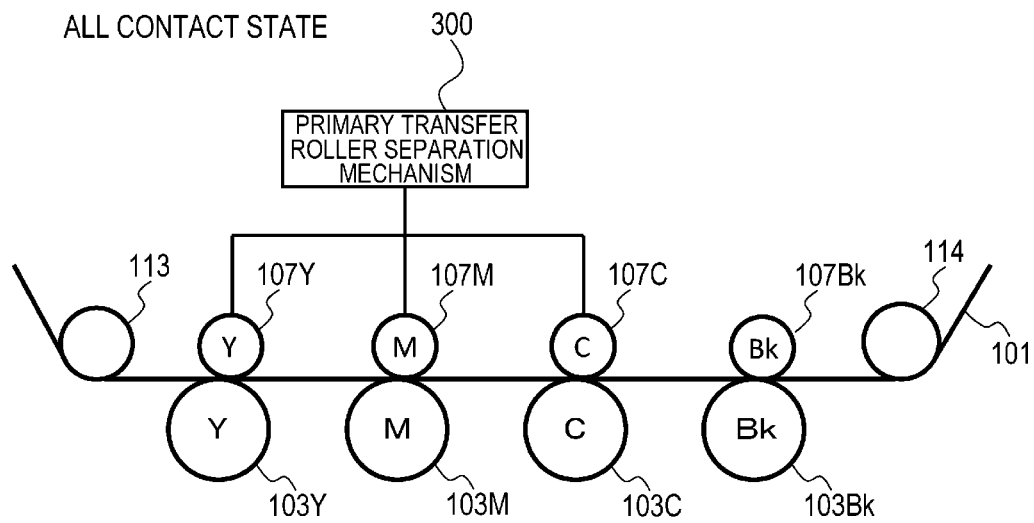 ALL CONTACT STATE
300
PRIMARY TRANSFER
ROLLER SEPARATION
MECHANISM
113
107Y
107M
107C
107Bk
114
Y
M
C
Bk
101
Y
M
C
Bk
103Y
103M
103C
103Bk